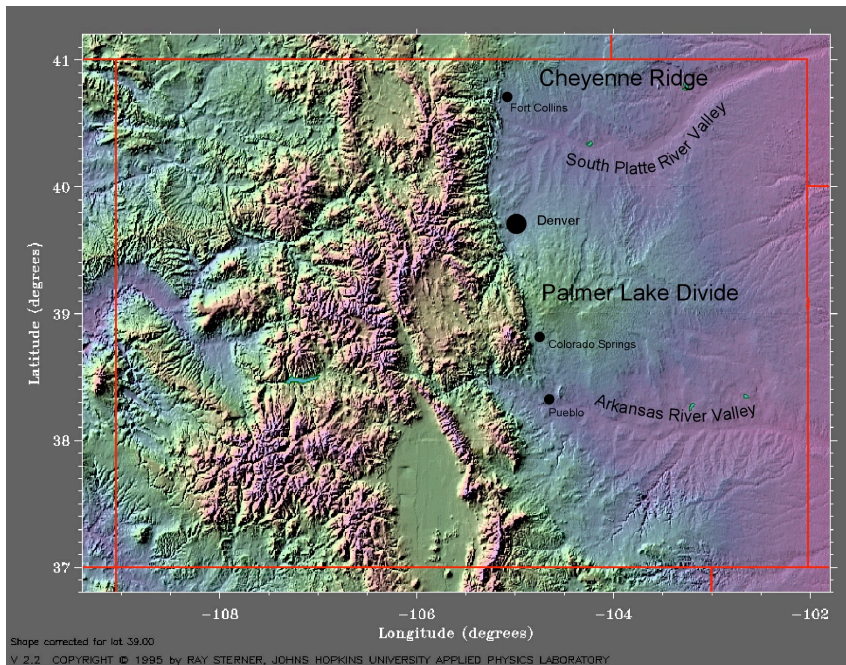 41
Cheyenne Ridge
Fort Collins
South Platte River Valley
40
Denver
Palmer Lake Divide
39
Colorado Springs
Arkansas River Valley
Pueblo
38
37
Latitude (degrees)
−108
−106
−104
−102
Longitude (degrees)
Shape corrected for lat 39.00
V 2.2 COPYRIGHT © 1995 by RAY STERNER, JOHNS HOPKINS UNIVERSITY APPLIED PHYSICS LABORATORY